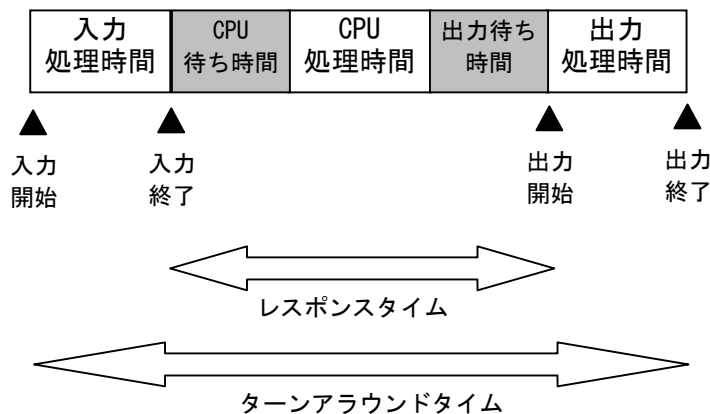 入力
処理時間
CPU
待ち時間
CPU
処理時間
出力待ち
時間
出力
処理時間
入力
開始
入力
終了
出力
開始
出力
終了
レスポンスタイム
ターンアラウンドタイム